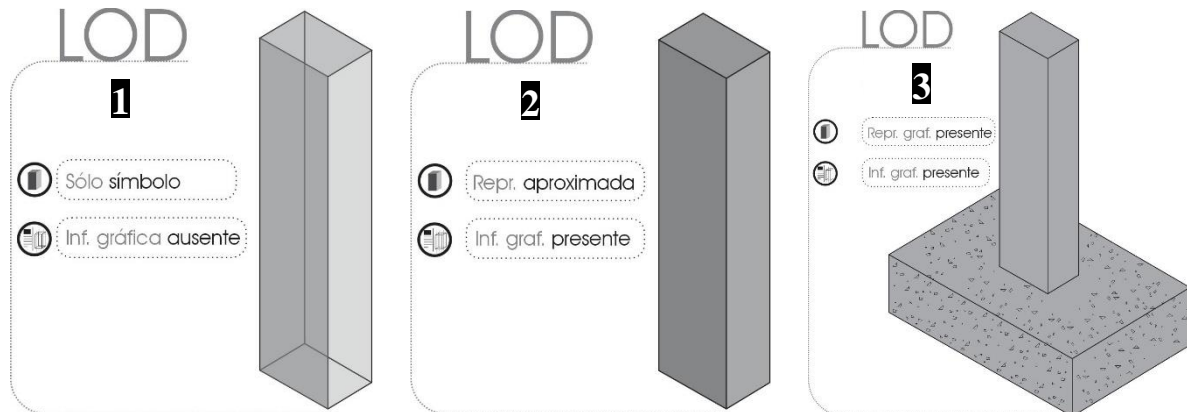 LOD
1
Sólo símbolo
Inf. gráfica ausente
LOD
2
Repr. aproximada
Inf. graf. presente
LOD
3
Repr. graf. presente
Inf. graf. presente